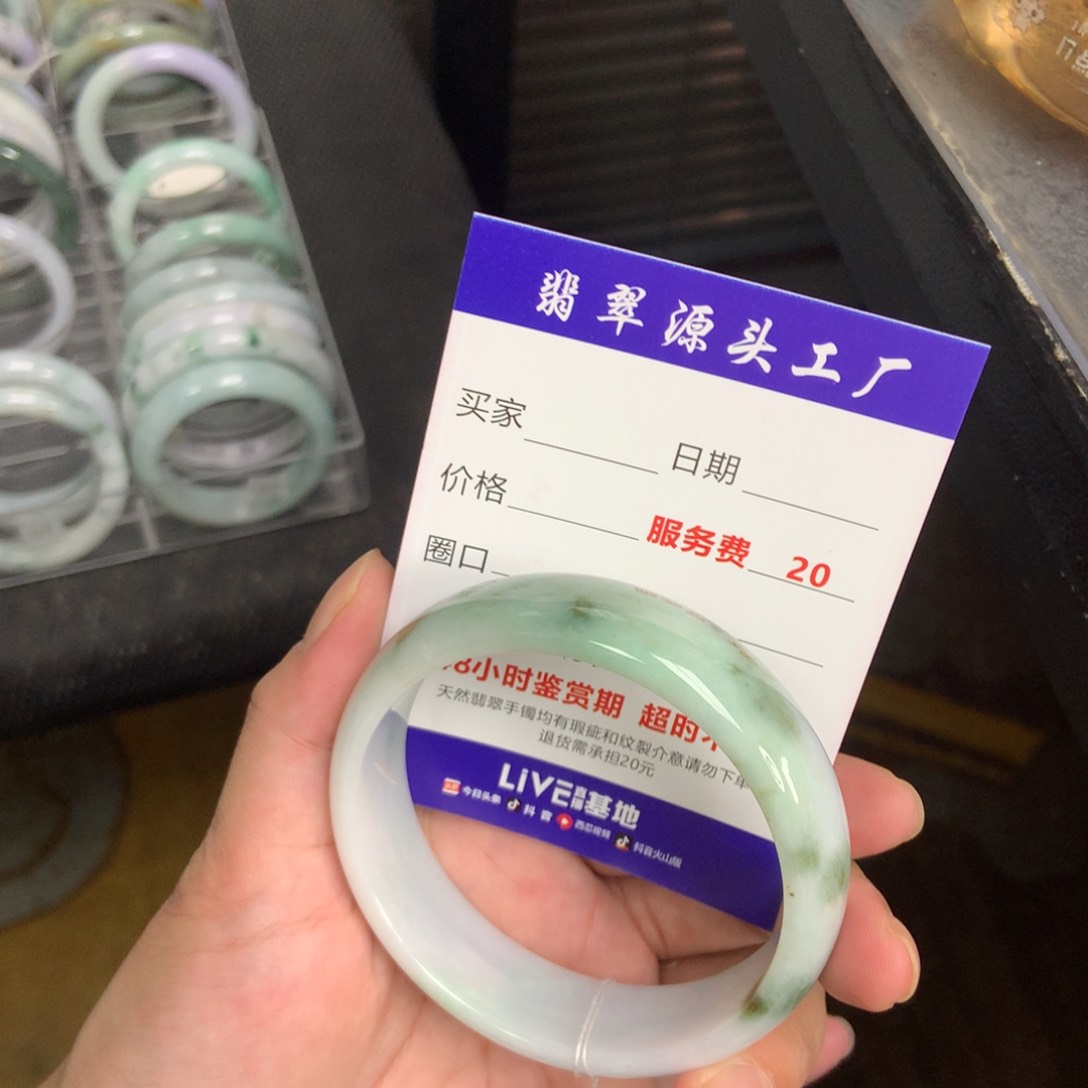 翡翠源头工厂
买家 日期
价格 服务费 20
圈口
8小时鉴赏期 超时不
天然翡翠手镯均有瑕疵和纹裂介意请勿下单
退货需承担20元
LiVE直播基地
今日头条 抖音 西瓜视频 抖音火山版